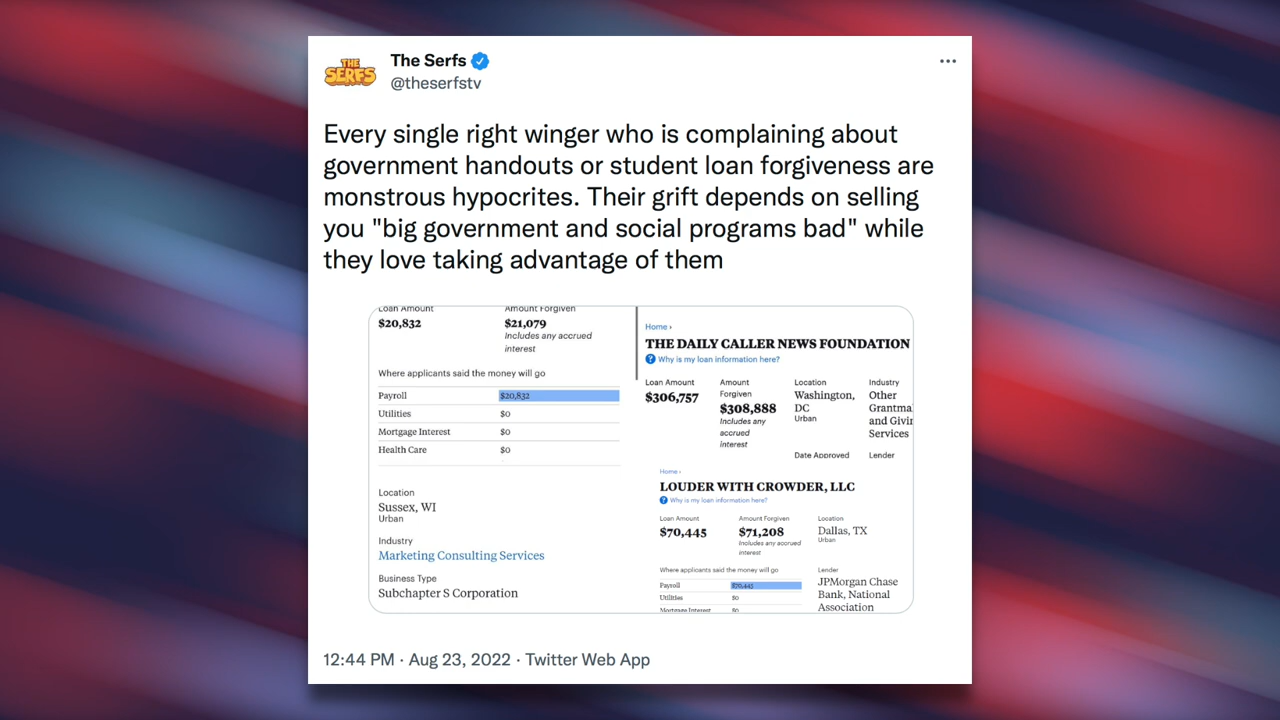 THE SERFS
The Serfs
@theserfstv
Every single right winger who is complaining about
government handouts or student loan forgiveness are
monstrous hypocrites. Their grift depends on selling
you "big government and social programs bad" while
they love taking advantage of them
Loan Amount Amount Forgiven
$20,832 $21,079
Includes any accrued
interest
Where applicants said the money will go
Payroll $20,832
Utilities $0
Mortgage Interest $0
Health Care $0
Location
Sussex, WI
Urban
Industry
Marketing Consulting Services
Business Type
Subchapter S Corporation
Home ›
THE DAILY CALLER NEWS FOUNDATION
? Why is my loan information here?
Loan Amount
$306,757
Amount
Forgiven
$308,888
Includes any
accrued
interest
Location
Washington,
DC
Urban
Industry
Other
Grantma
and Givin
Services
Date Approved Lender
Home ›
LOUDER WITH CROWDER, LLC
? Why is my loan information here?
Loan Amount Amount Forgiven Location
$70,445 $71,208 Dallas, TX
Includes any accrued Urban
interest
Where applicants said the money will go
Payroll $70,445
Utilities $0
Mortgage Interest $0
Lender
JPMorgan Chase
Bank, National
Association
12:44 PM · Aug 23, 2022 · Twitter Web App